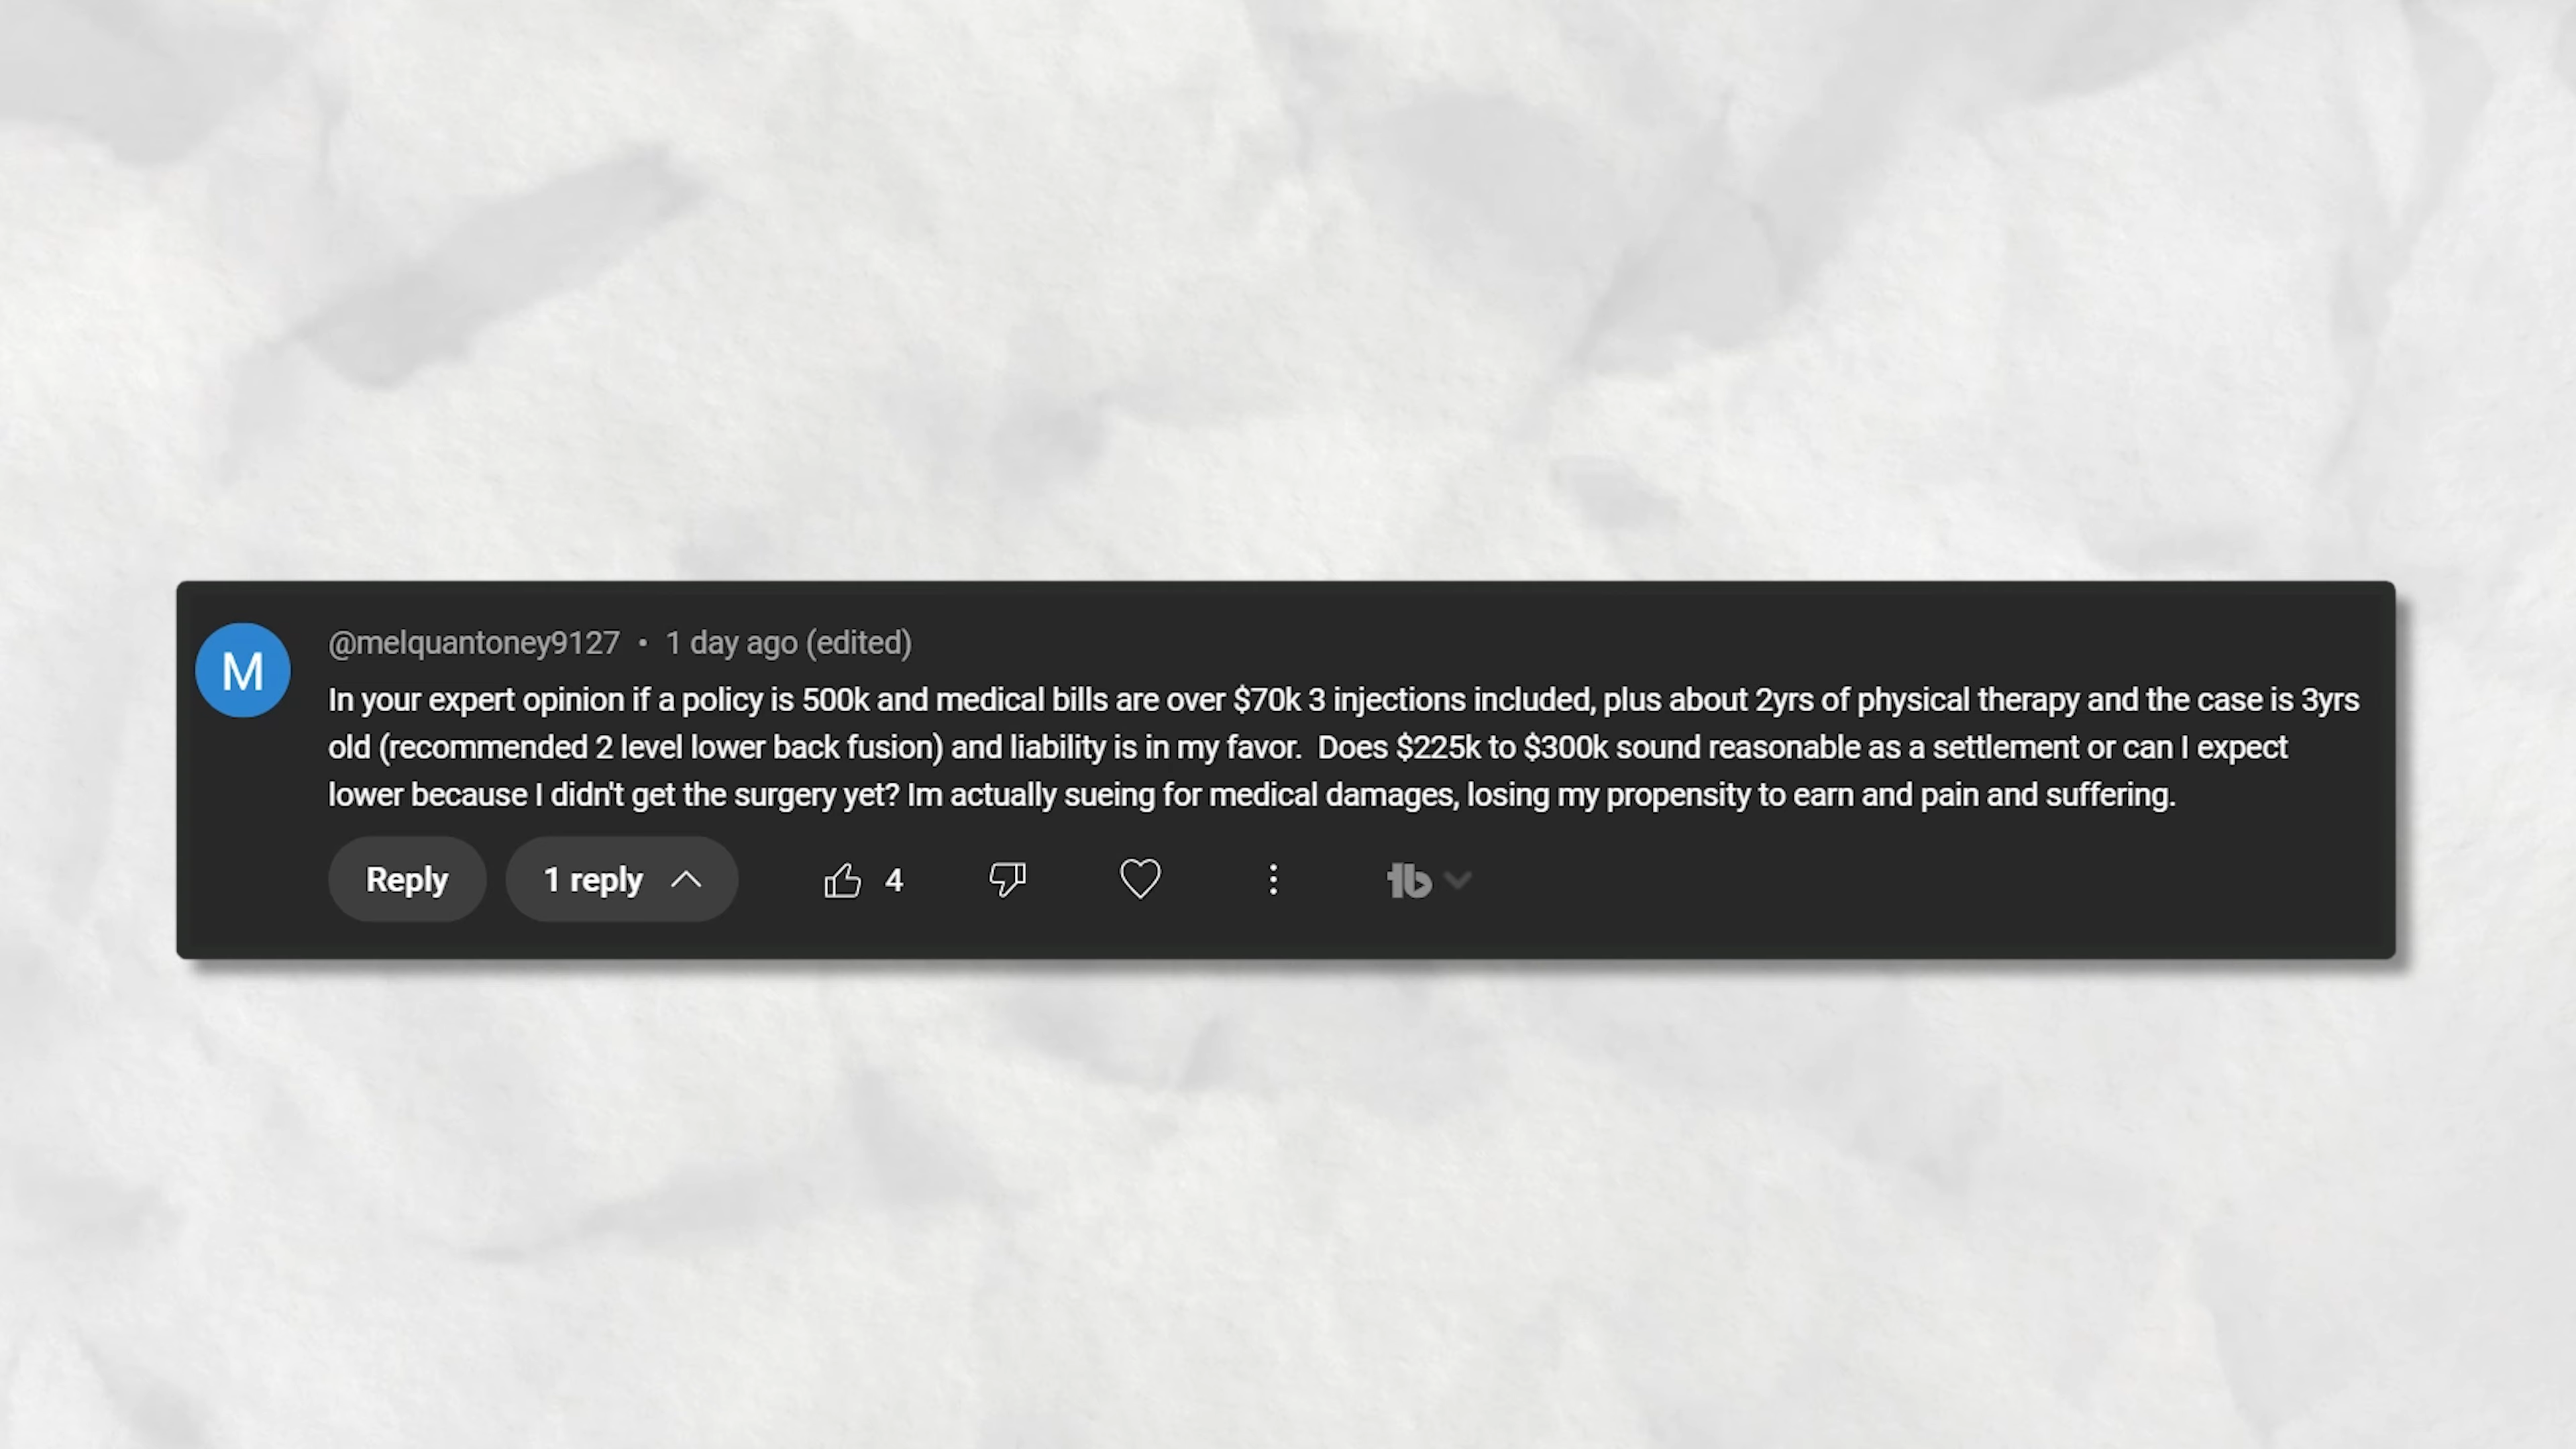 M
@melquantoney9127 • 1 day ago (edited)
In your expert opinion if a policy is 500k and medical bills are over $70k 3 injections included, plus about 2yrs of physical therapy and the case is 3yrs
old (recommended 2 level lower back fusion) and liability is in my favor.  Does $225k to $300k sound reasonable as a settlement or can I expect
lower because I didn't get the surgery yet? Im actually sueing for medical damages, losing my propensity to earn and pain and suffering.
Reply 1 reply 4 tb